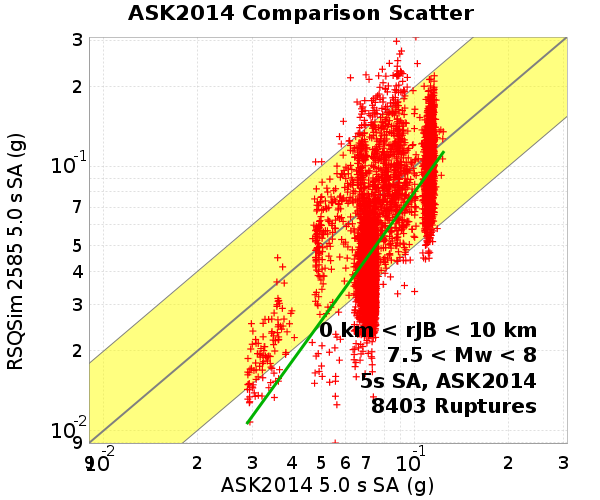 ASK2014 Comparison Scatter
3
2
10-1
7
5
4
3
2
10-2
9
RSQSim 2585 5.0 s SA (g)
0 km < rJB < 10 km
7.5 < Mw < 8
5s SA, ASK2014
8403 Ruptures
9 10-2 2 3 4 5 6 7 10-1 2 3
ASK2014 5.0 s SA (g)